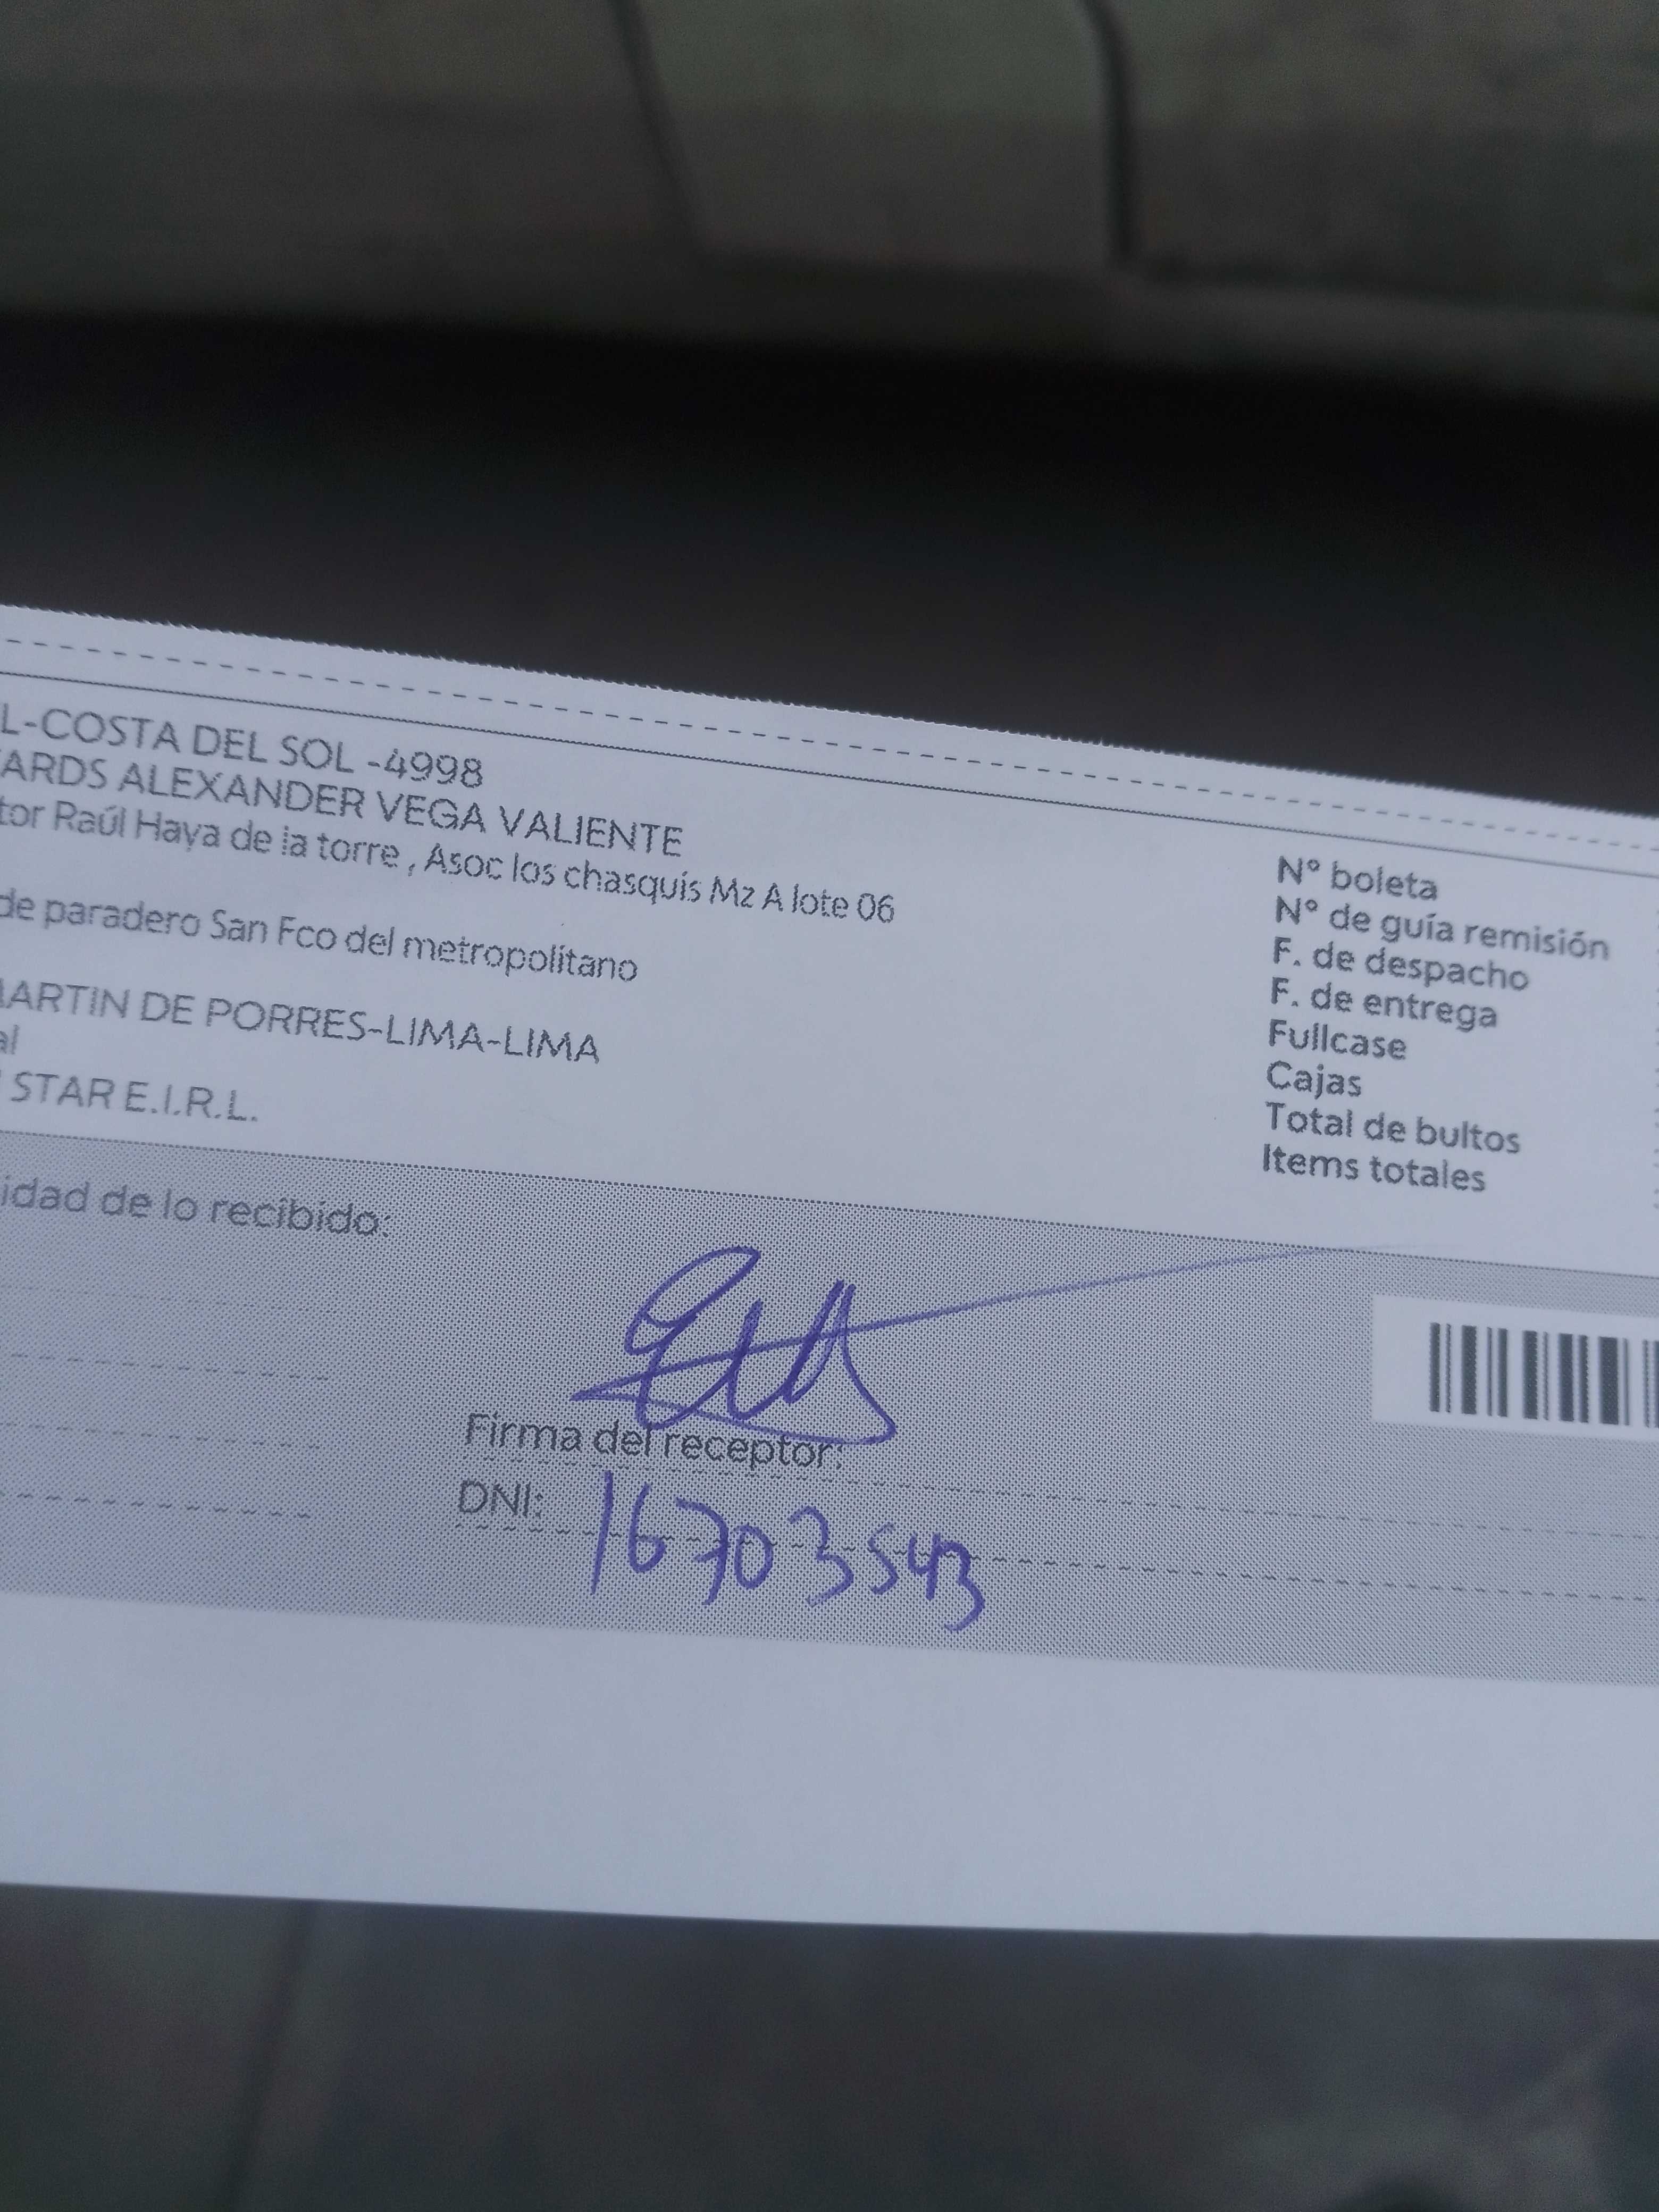 L-COSTA DEL SOL -4998
ARDS ALEXANDER VEGA VALIENTE
tor Raúl Haya de la torre , Asoc los chasquis Mz A lote 06
de paradero San Fco del metropolitano
MARTIN DE PORRES-LIMA-LIMA
al
STAR E.I.R.L.
N° boleta
N° de guía remisión
F. de despacho
F. de entrega
Fullcase
Cajas
Total de bultos
Items totales
idad de lo recibido:
Firma del receptor:
DNI: 16703543